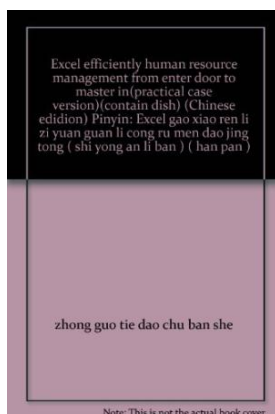 Excel efficiently human resource
management from enter door to
master in(practical case
version)(contain dish) (Chinese
edidion) Pinyin: Excel gao xiao ren li
zi yuan guan li cong ru men dao jing
tong ( shi yong an li ban ) ( han pan )
zhong guo tie dao chu ban she
Note: This is not the actual book cover